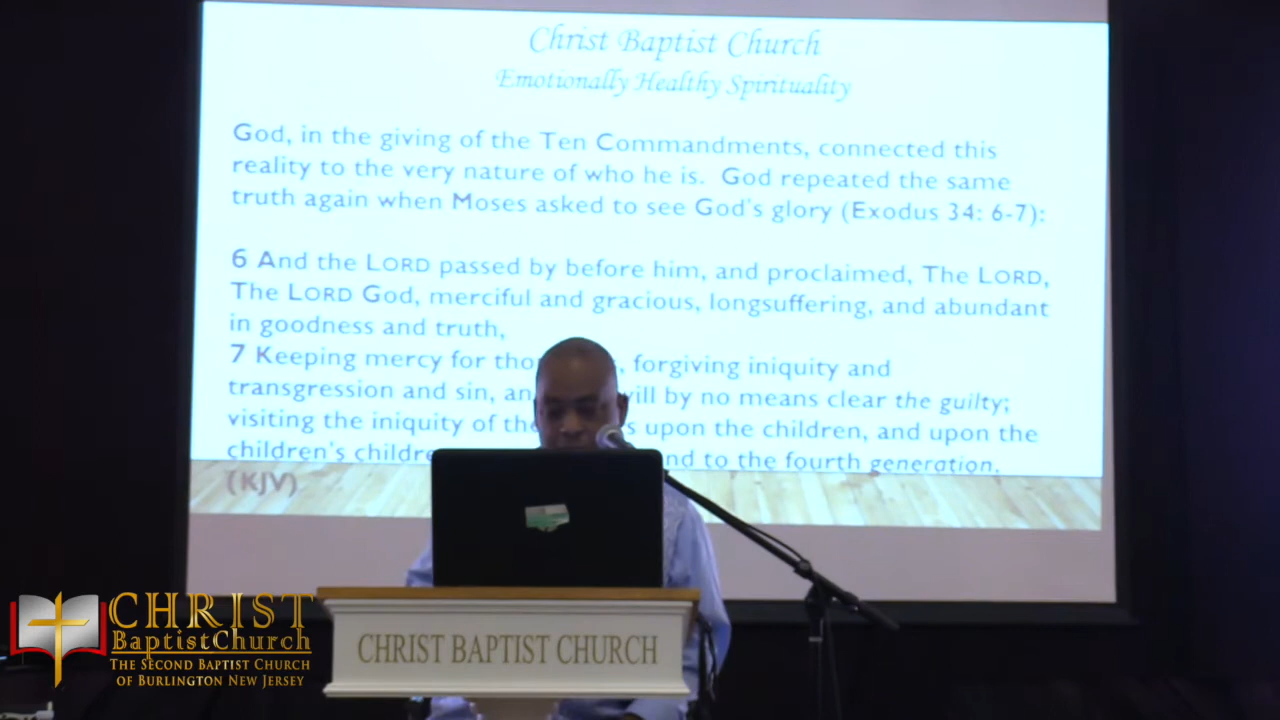 Christ Baptist Church
Emotionally Healthy Spirituality
God, in the giving of the Ten Commandments, connected this
reality to the very nature of who he is. God repeated the same
truth again when Moses asked to see God's glory (Exodus 34: 6-7):
6 And the LORD passed by before him, and proclaimed, The LORD,
The LORD God, merciful and gracious, longsuffering, and abundant
in goodness and truth,
7 Keeping mercy for forgiving iniquity and
transgression and sin, will by no means clear the guilty;
visiting the iniquity of the upon the children, and upon the
children's to the fourth generation.
(KJV)
CHRIST BAPTIST CHURCH
CHRIST
Baptist Church
THE SECOND BAPTIST CHURCH
OF BURLINGTON NEW JERSEY